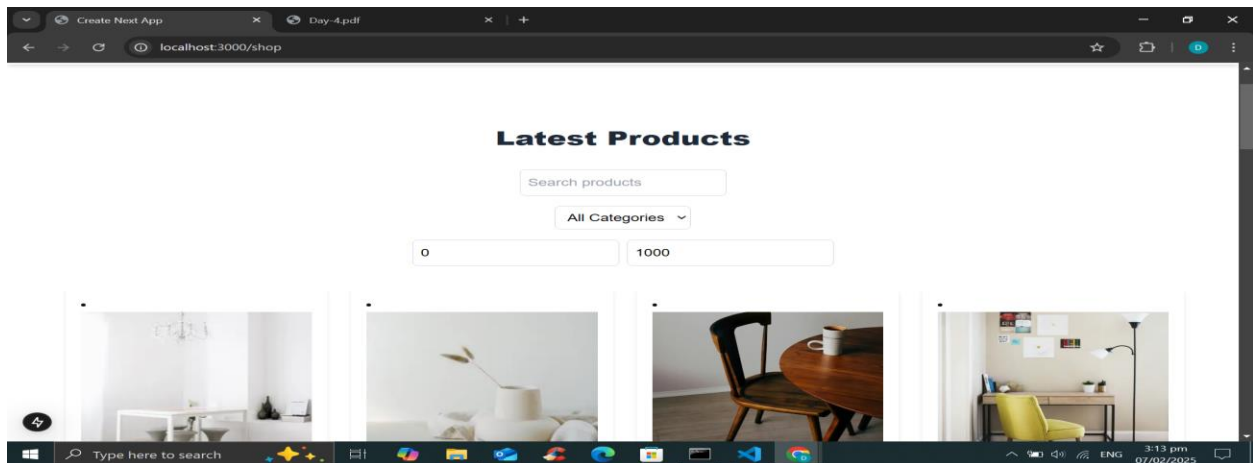 Create Next App
Day-4.pdf
localhost:3000/shop
D
Latest Products
Search products
All Categories
0 1000
Type here to search
ENG
3:13 pm
07/02/2025